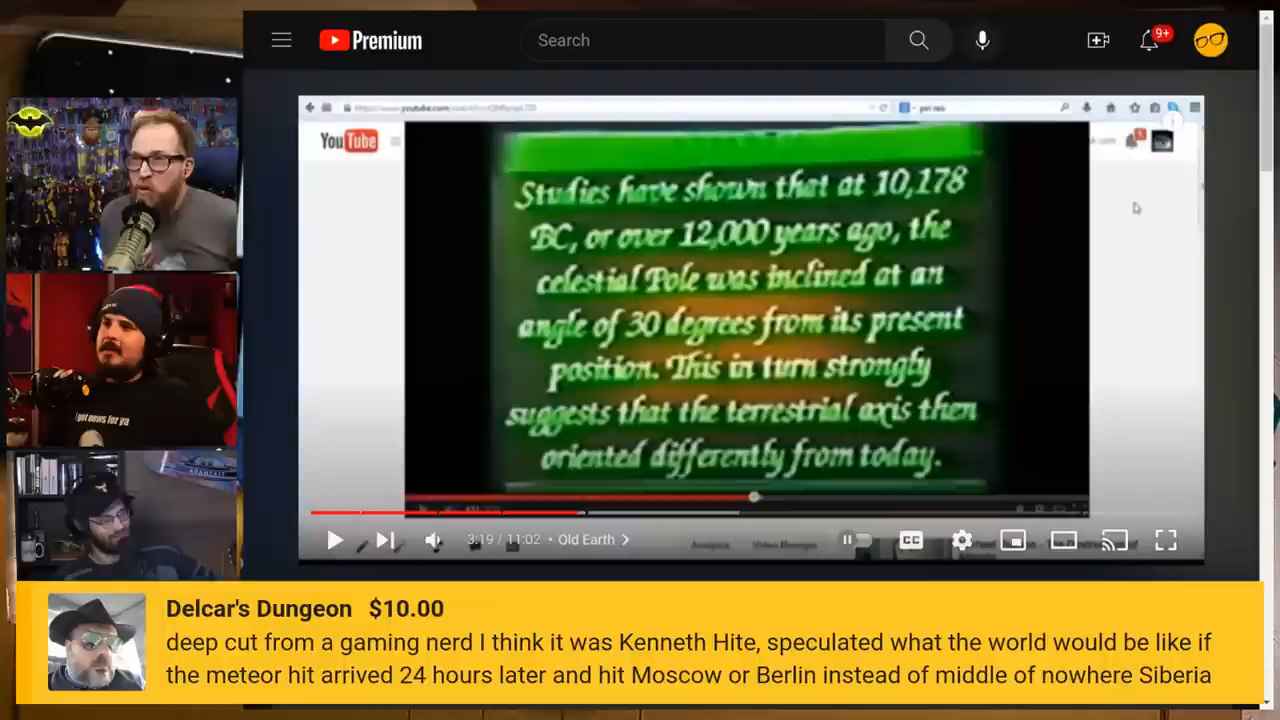 Premium
Search
9+
YouTube
Studies have shown that at 10,178
BC, or over 12,000 years ago, the
celestial Pole was inclined at an
angle of 30 degrees from its present
position. This in turn strongly
suggests that the terrestrial axis then
oriented differently from today.
3:19 / 11:02 • Old Earth
CC
I got news for ya
Delcar's Dungeon $10.00
deep cut from a gaming nerd I think it was Kenneth Hite, speculated what the world would be like if
the meteor hit arrived 24 hours later and hit Moscow or Berlin instead of middle of nowhere Siberia